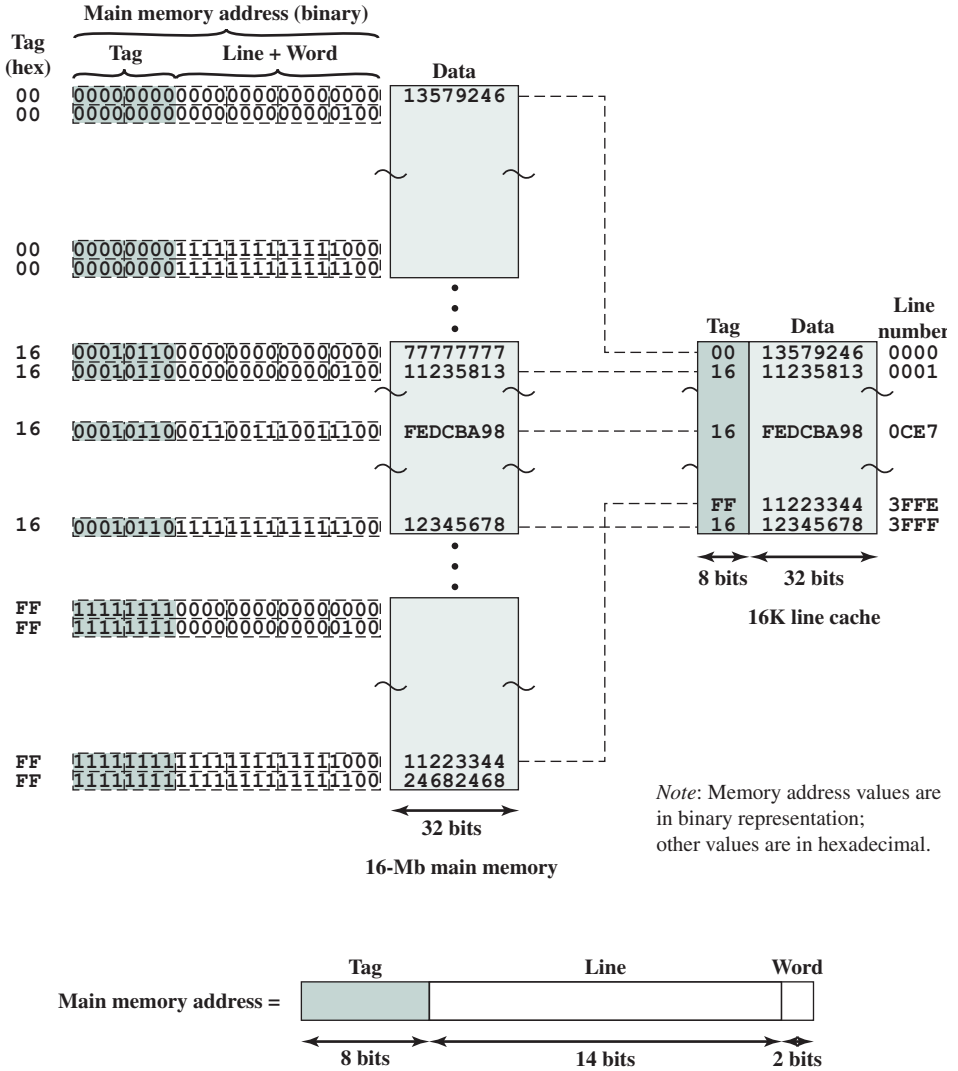 Main memory address (binary)
Tag (hex)
Tag Line + Word
Data
00 000000000000000000000000 13579246
00 000000000000000000000100
00 000000001111111111111000
00 000000001111111111111100
Tag Data Line number
16 000101100000000000000000 77777777 00 13579246 0000
16 000101100000000000000100 11235813 16 11235813 0001
16 000101100011001110011100 FEDCBA98 16 FEDCBA98 0CE7
FF 11223344 3FFE
16 000101101111111111111100 12345678 16 12345678 3FFF
8 bits 32 bits
16K line cache
FF 111111110000000000000000
FF 111111110000000000000100
FF 111111111111111111111000 11223344
FF 111111111111111111111100 24682468
32 bits
16-Mb main memory
Note: Memory address values are
in binary representation;
other values are in hexadecimal.
Tag Line Word
Main memory address =
8 bits 14 bits 2 bits